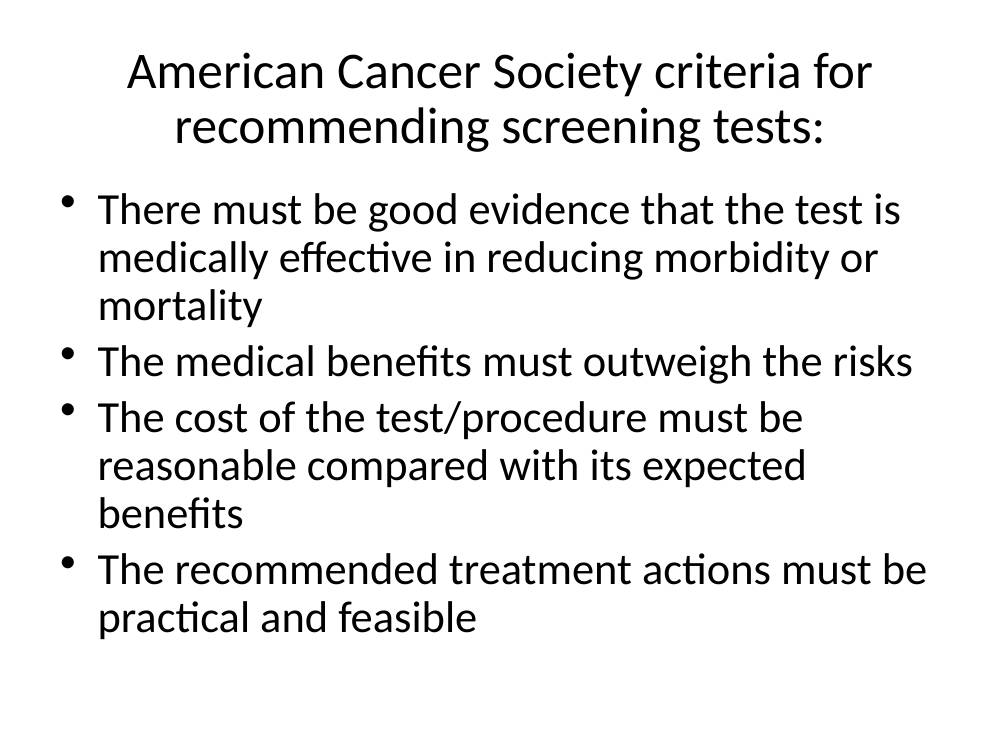 American Cancer Society criteria for
recommending screening tests:
• There must be good evidence that the test is
medically effective in reducing morbidity or
mortality
• The medical benefits must outweigh the risks
• The cost of the test/procedure must be
reasonable compared with its expected
benefits
• The recommended treatment actions must be
practical and feasible